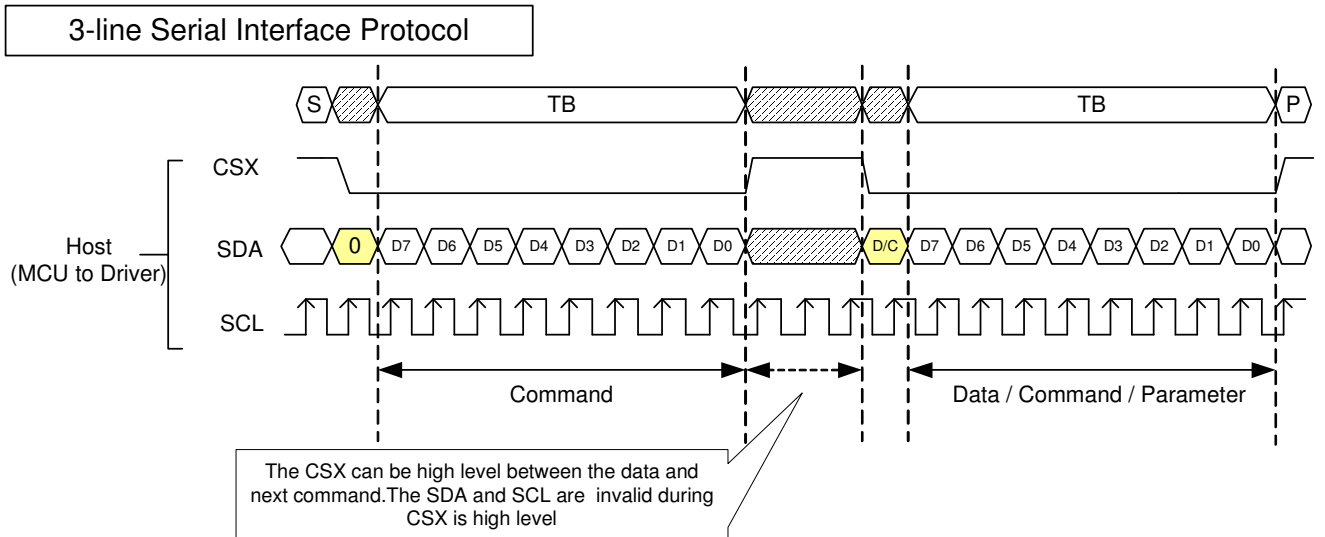 3-line Serial Interface Protocol
S TB TB P
CSX
SDA 0 D7 D6 D5 D4 D3 D2 D1 D0 D/C D7 D6 D5 D4 D3 D2 D1 D0
Host
(MCU to Driver)
SCL
Command Data / Command / Parameter
The CSX can be high level between the data and
next command.The SDA and SCL are invalid during
CSX is high level